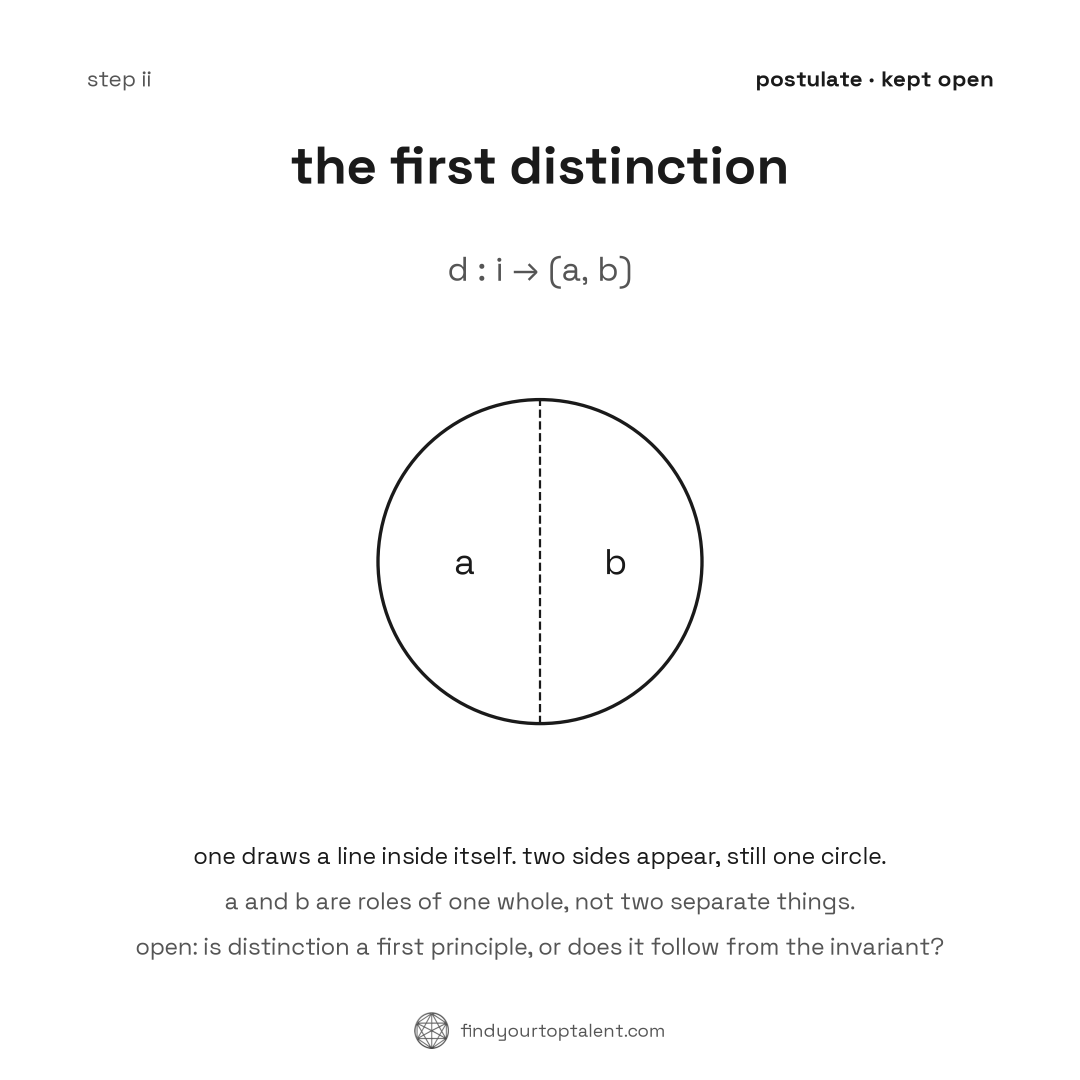 step ii
postulate · kept open
the first distinction
d : i → (a, b)
a
b
one draws a line inside itself. two sides appear, still one circle.
a and b are roles of one whole, not two separate things.
open: is distinction a first principle, or does it follow from the invariant?
findyourtoptalent.com